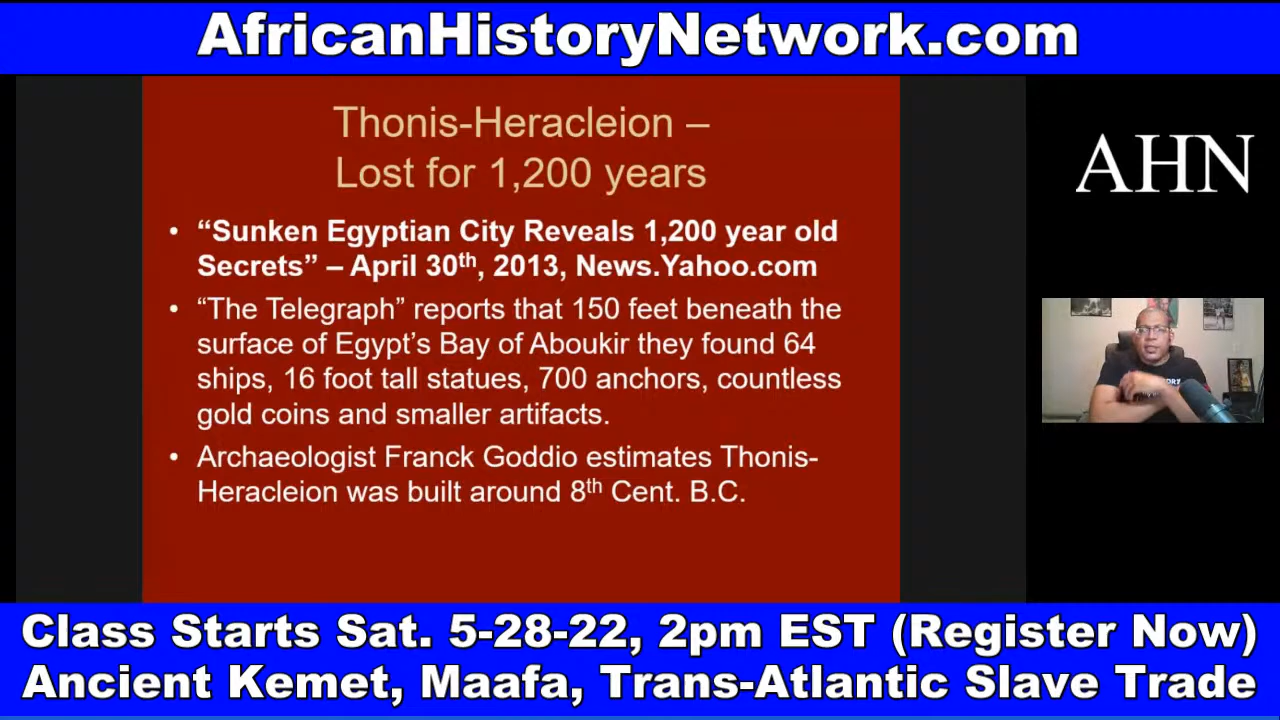 AfricanHistoryNetwork.com
Thonis-Heracleion –
Lost for 1,200 years
• “Sunken Egyptian City Reveals 1,200 year old
Secrets” – April 30th, 2013, News.Yahoo.com
• “The Telegraph” reports that 150 feet beneath the
surface of Egypt’s Bay of Aboukir they found 64
ships, 16 foot tall statues, 700 anchors, countless
gold coins and smaller artifacts.
• Archaeologist Franck Goddio estimates Thonis-
Heracleion was built around 8th Cent. B.C.
AHN
Class Starts Sat. 5-28-22, 2pm EST (Register Now)
Ancient Kemet, Maafa, Trans-Atlantic Slave Trade